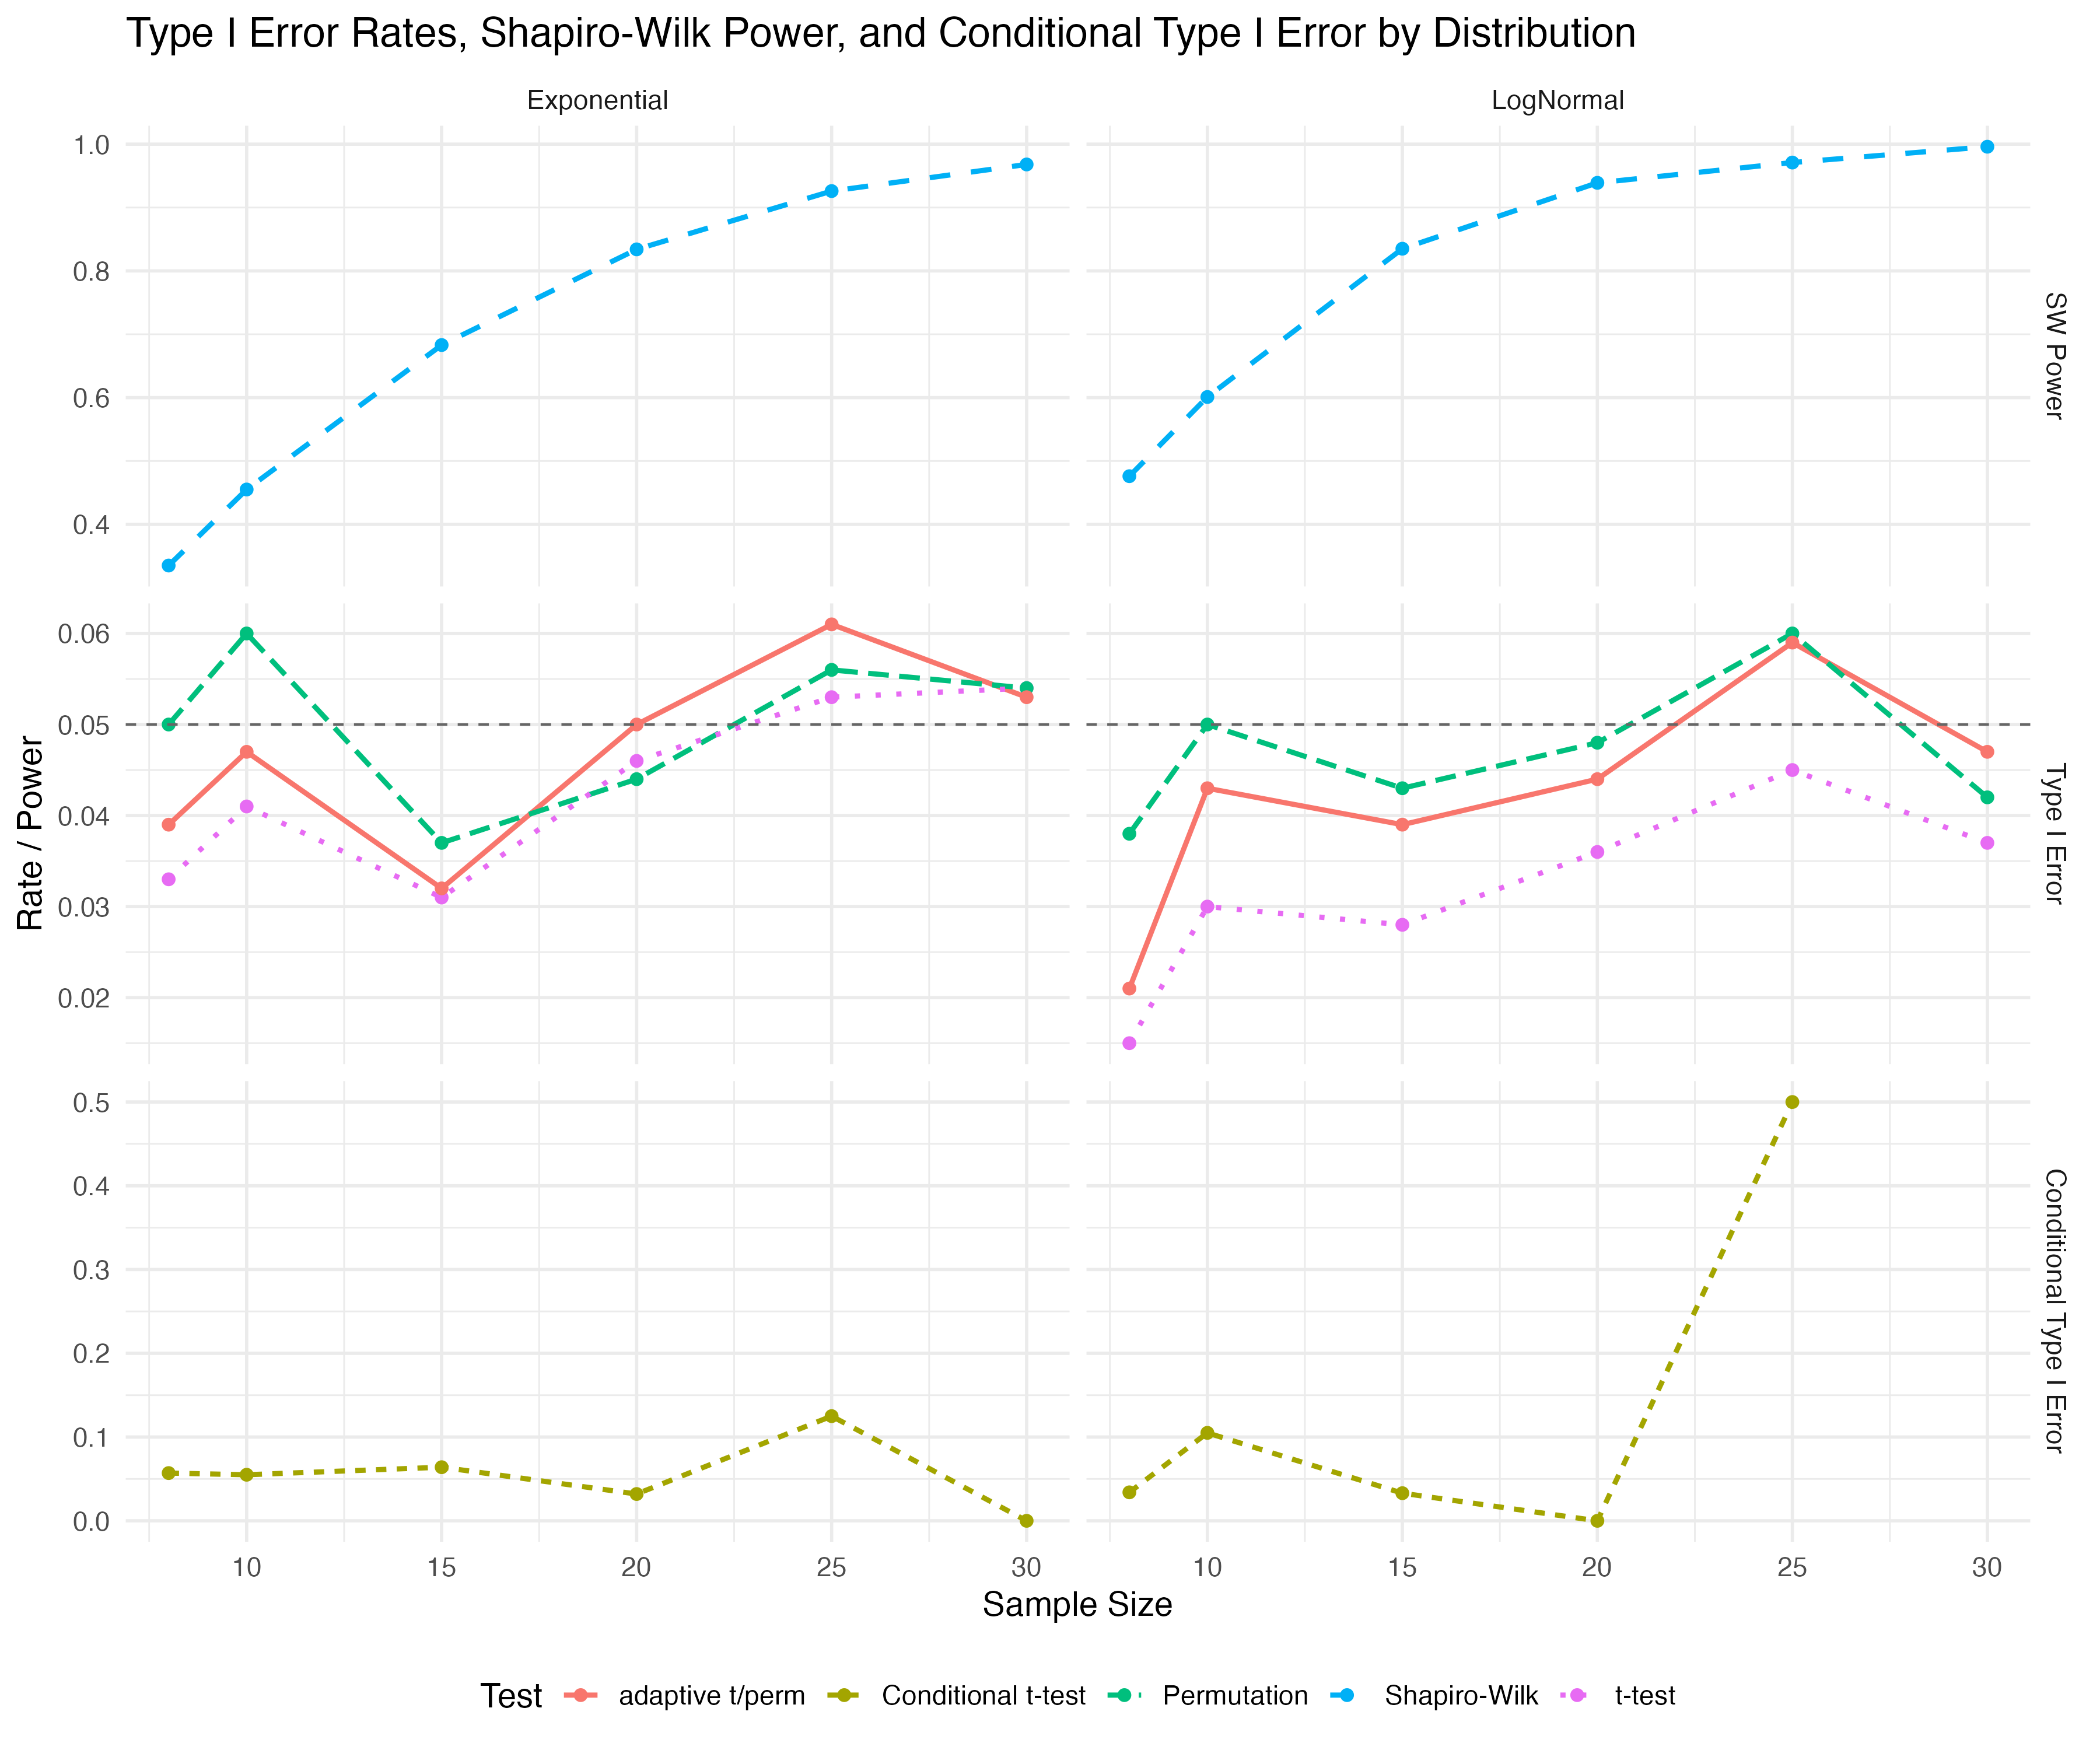 Type I Error Rates, Shapiro-Wilk Power, and Conditional Type I Error by Distribution
Exponential
LogNormal
1.0
0.8
0.6
0.4
SW Power
0.06
0.05
0.04
0.03
0.02
Type I Error
Rate / Power
0.5
0.4
0.3
0.2
0.1
0.0
Conditional Type I Error
10 15 20 25 30
10 15 20 25 30
Sample Size
Test adaptive t/perm Conditional t-test Permutation Shapiro-Wilk t-test